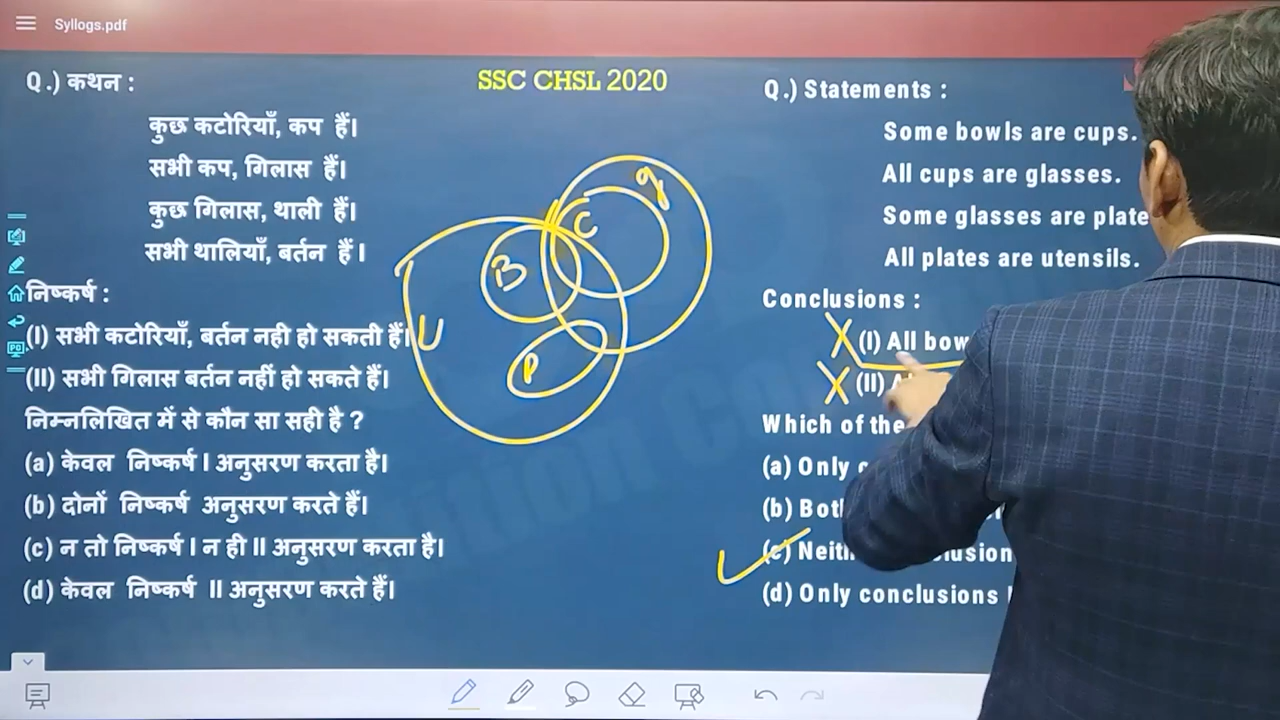 Syllogs.pdf
SSC CHSL 2020
Q.) कथन :
कुछ कटोरियाँ, कप हैं।
सभी कप, गिलास हैं।
कुछ गिलास, थाली हैं।
सभी थालियाँ, बर्तन हैं।
निष्कर्ष :
(I) सभी कटोरियाँ, बर्तन नही हो सकती हैं।
(II) सभी गिलास बर्तन नहीं हो सकते हैं।
निम्नलिखित में से कौन सा सही है ?
(a) केवल निष्कर्ष I अनुसरण करता है।
(b) दोनों निष्कर्ष अनुसरण करते हैं।
(c) न तो निष्कर्ष I न ही II अनुसरण करता है।
(d) केवल निष्कर्ष II अनुसरण करते हैं।
g
C
B
U
P
Q.) Statements :
Some bowls are cups.
All cups are glasses.
Some glasses are plate
All plates are utensils.
Conclusions :
X (I) All bow
X (II)
Which of the
(a) Only
(b) Both
(c) Neith
(d) Only conclusions